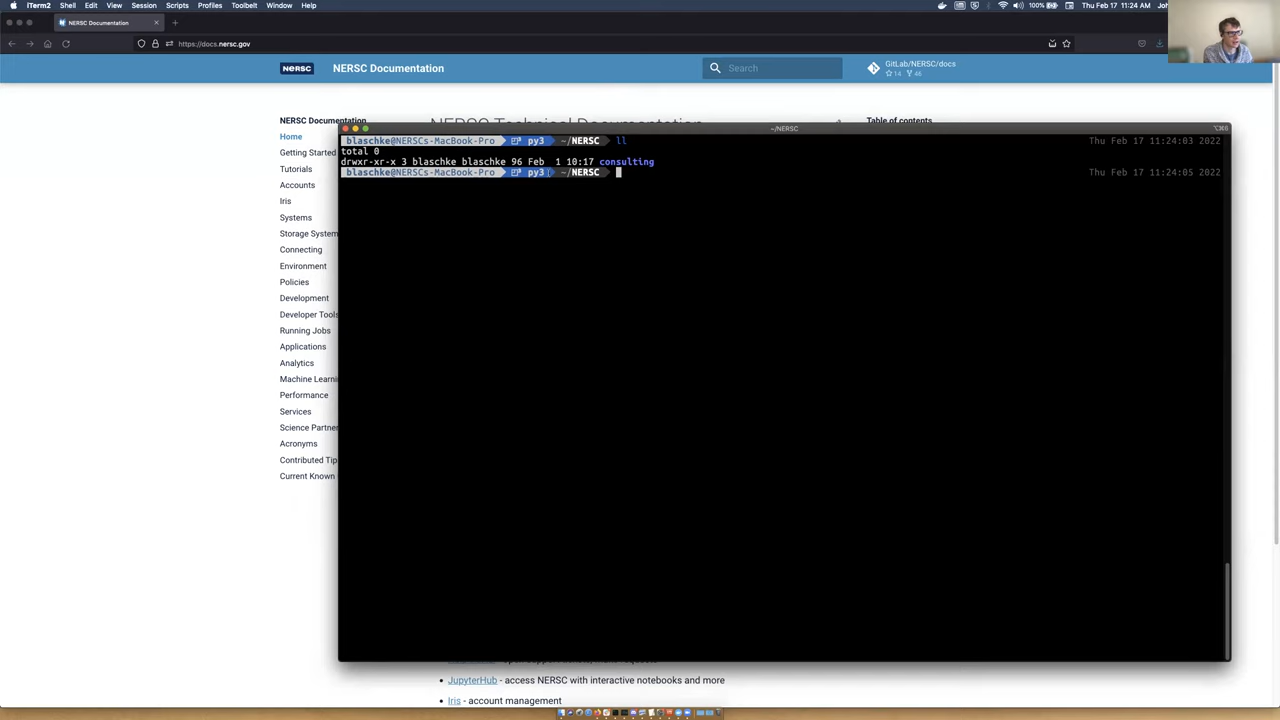 iTerm2 Shell Edit View Session Scripts Profiles Toolbelt Window Help 100% Thu Feb 17 11:24 AM
NERSC Documentation
https://docs.nersc.gov
NERSC NERSC Documentation Search GitLab/NERSC/docs
14 46
NERSC Documentation
Home
Getting Started
Tutorials
Accounts
Iris
Systems
Storage System
Connecting
Environment
Policies
Development
Developer Tools
Running Jobs
Applications
Analytics
Machine Learni
Performance
Services
Science Partner
Acronyms
Contributed Tip
Current Known
NERSC Technical Documentation
Table of contents
~/NERSC
blaschke@NERSCs-MacBook-Pro py3 ~/NERSC ll Thu Feb 17 11:24:03 2022
total 0
drwxr-xr-x 3 blaschke blaschke 96 Feb 1 10:17 consulting
blaschke@NERSCs-MacBook-Pro py3 ~/NERSC Thu Feb 17 11:24:05 2022
JupyterHub - access NERSC with interactive notebooks and more
Iris - account management